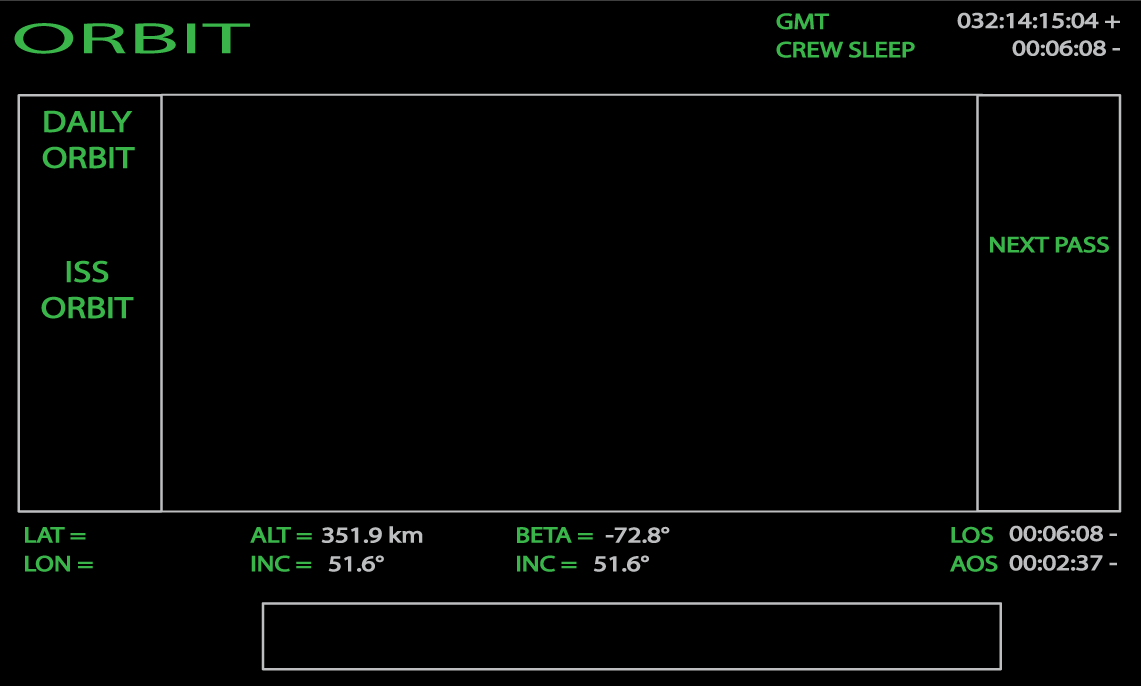 ORBIT
GMT 032:14:15:04 +
CREW SLEEP 00:06:08 -
DAILY
ORBIT
ISS
ORBIT
NEXT PASS
LAT = ALT = 351.9 km BETA = -72.8° LOS 00:06:08 -
LON = INC = 51.6° INC = 51.6° AOS 00:02:37 -